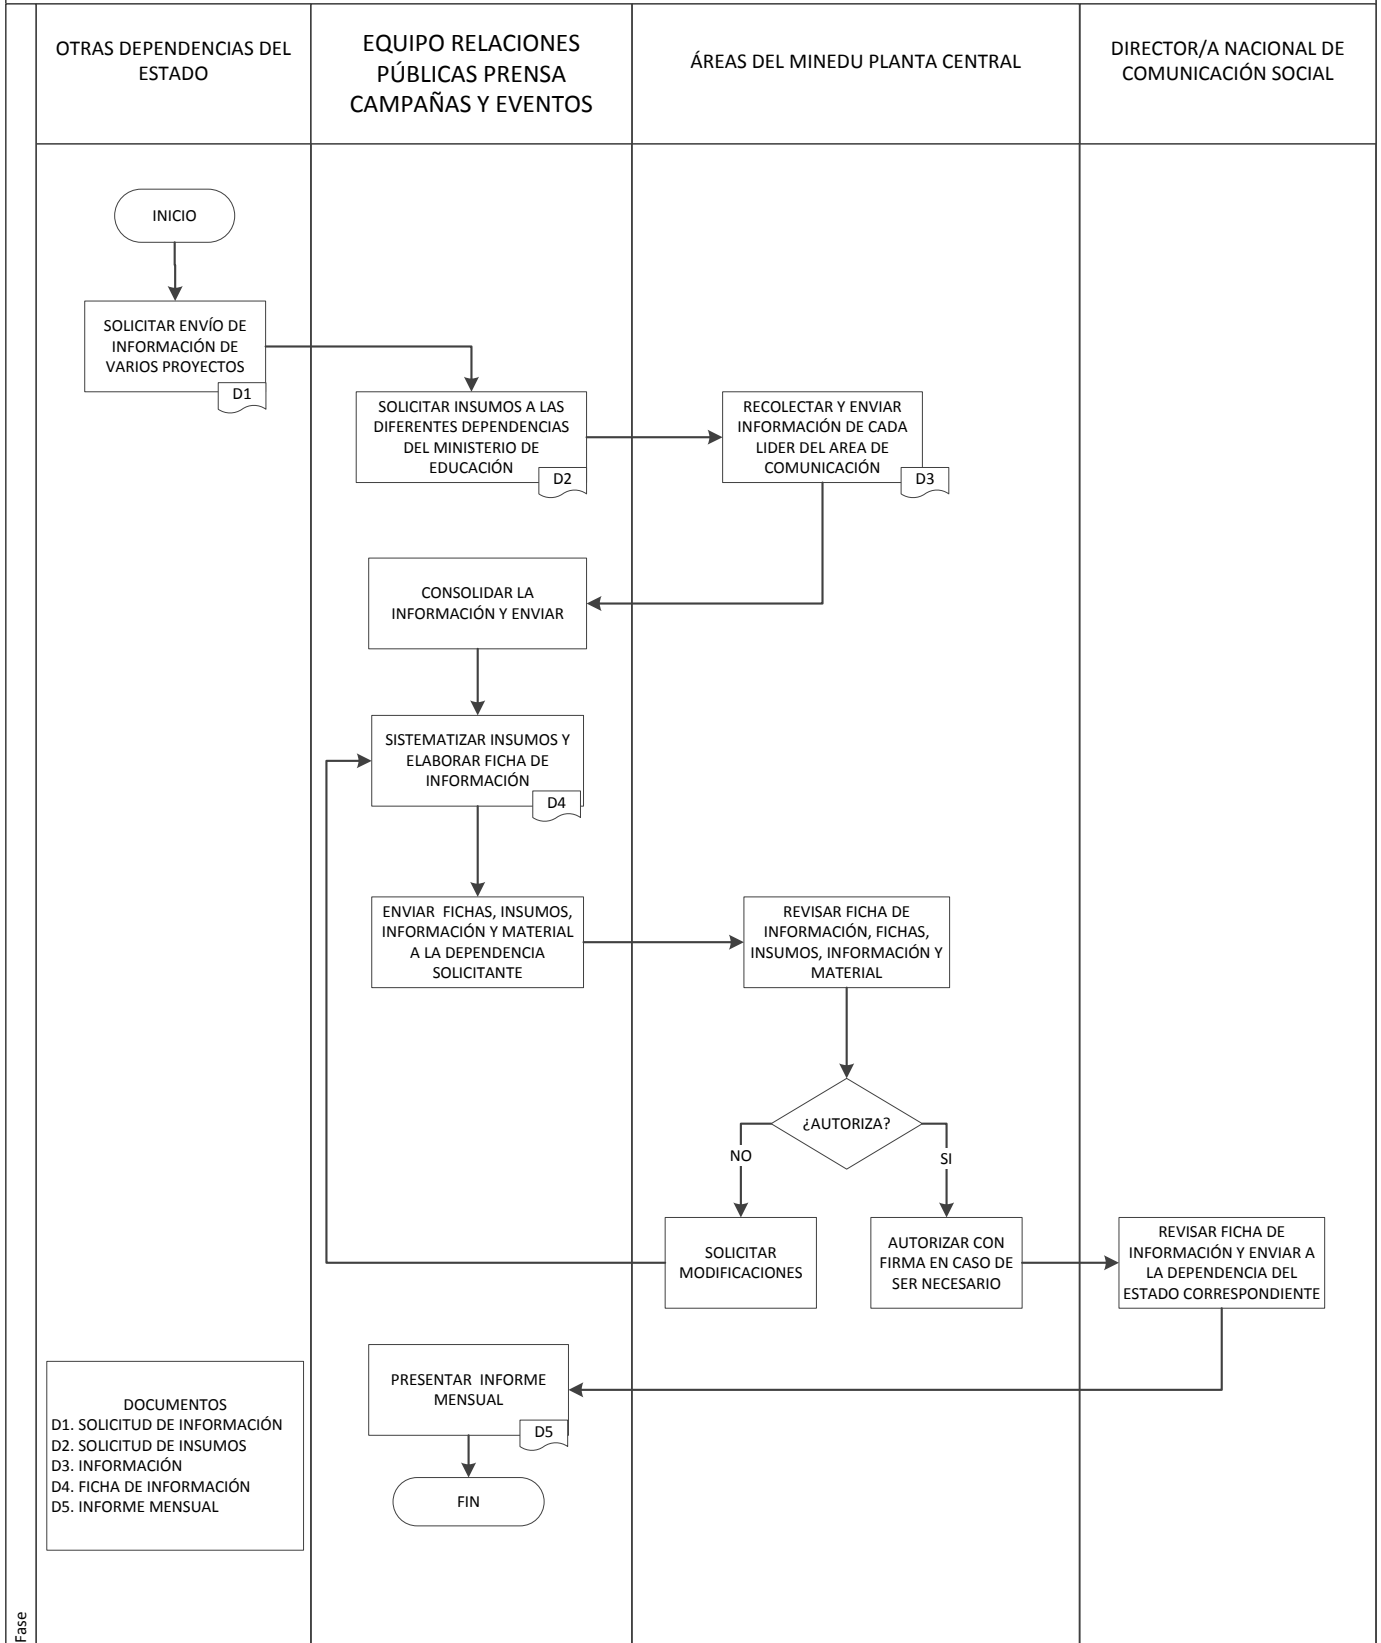 OTRAS DEPENDENCIAS DEL
ESTADO
EQUIPO RELACIONES
PÚBLICAS PRENSA
CAMPAÑAS Y EVENTOS
ÁREAS DEL MINEDU PLANTA CENTRAL
DIRECTOR/A NACIONAL DE
COMUNICACIÓN SOCIAL
INICIO
SOLICITAR ENVÍO DE
INFORMACIÓN DE
VARIOS PROYECTOS
D1
SOLICITAR INSUMOS A LAS
DIFERENTES DEPENDENCIAS
DEL MINISTERIO DE
EDUCACIÓN
D2
RECOLECTAR Y ENVIAR
INFORMACIÓN DE CADA
LIDER DEL AREA DE
COMUNICACIÓN
D3
CONSOLIDAR LA
INFORMACIÓN Y ENVIAR
SISTEMATIZAR INSUMOS Y
ELABORAR FICHA DE
INFORMACIÓN
D4
ENVIAR  FICHAS, INSUMOS,
INFORMACIÓN Y MATERIAL
A LA DEPENDENCIA
SOLICITANTE
REVISAR FICHA DE
INFORMACIÓN, FICHAS,
INSUMOS, INFORMACIÓN Y
MATERIAL
¿AUTORIZA?
NO
SI
SOLICITAR
MODIFICACIONES
AUTORIZAR CON
FIRMA EN CASO DE
SER NECESARIO
REVISAR FICHA DE
INFORMACIÓN Y ENVIAR A
LA DEPENDENCIA DEL
ESTADO CORRESPONDIENTE
PRESENTAR  INFORME
MENSUAL
D5
FIN
DOCUMENTOS
D1. SOLICITUD DE INFORMACIÓN
D2. SOLICITUD DE INSUMOS
D3. INFORMACIÓN
D4. FICHA DE INFORMACIÓN
D5. INFORME MENSUAL
Fase